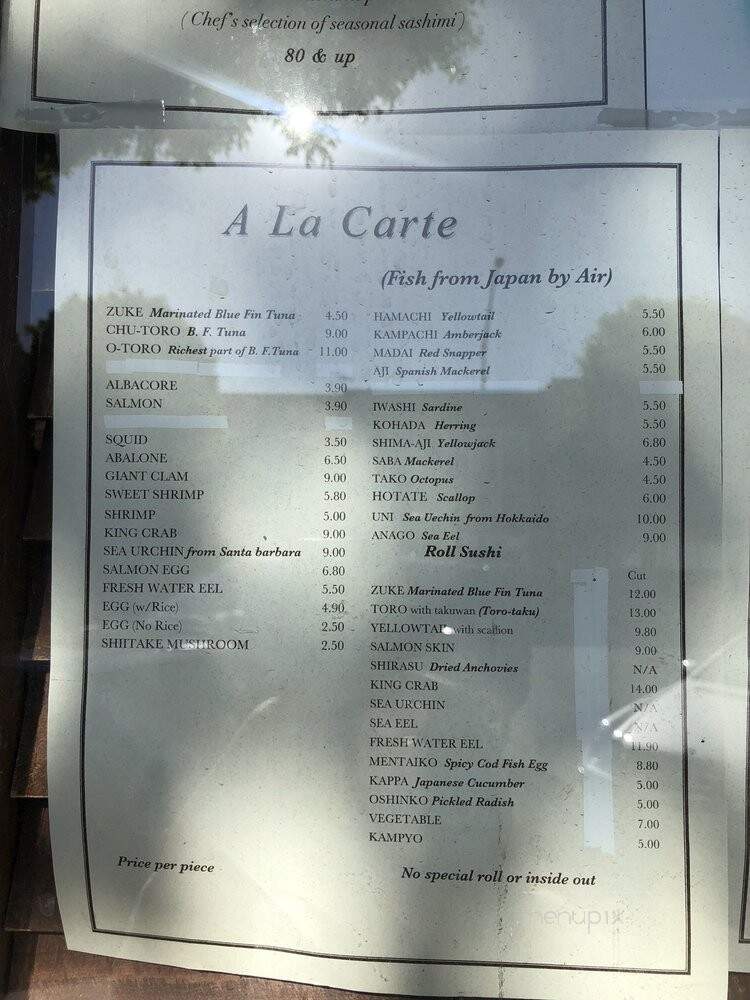 (Chef's selection of seasonal sashimi)
80 & up
A La Carte
(Fish from Japan by Air)
ZUKE Marinated Blue Fin Tuna 4.50
CHU-TORO B. F. Tuna 9.00
O-TORO Richest part of B. F. Tuna 11.00
ALBACORE 3.90
SALMON 3.90
SQUID 3.50
ABALONE 6.50
GIANT CLAM 9.00
SWEET SHRIMP 5.80
SHRIMP 5.00
KING CRAB 9.00
SEA URCHIN from Santa barbara 9.00
SALMON EGG 6.80
FRESH WATER EEL 5.50
EGG (w/Rice) 4.90
EGG (No Rice) 2.50
SHIITAKE MUSHROOM 2.50
Price per piece
HAMACHI Yellowtail 5.50
KAMPACHI Amberjack 6.00
MADAI Red Snapper 5.50
AJI Spanish Mackerel 5.50
IWASHI Sardine 5.50
KOHADA Herring 5.50
SHIMA-AJI Yellowjack 6.80
SABA Mackerel 4.50
TAKO Octopus 4.50
HOTATE Scallop 6.00
UNI Sea Uechin from Hokkaido 10.00
ANAGO Sea Eel 9.00
Roll Sushi
Cut
ZUKE Marinated Blue Fin Tuna 12.00
TORO with takuwan (Toro-taku) 13.00
YELLOWTAIL with scallion 9.80
SALMON SKIN 9.00
SHIRASU Dried Anchovies N/A
KING CRAB 14.00
SEA URCHIN N/A
SEA EEL N/A
FRESH WATER EEL 11.90
MENTAIKO Spicy Cod Fish Egg 8.80
KAPPA Japanese Cucumber 5.00
OSHINKO Pickled Radish 5.00
VEGETABLE 7.00
KAMPYO 5.00
No special roll or inside out
menupix